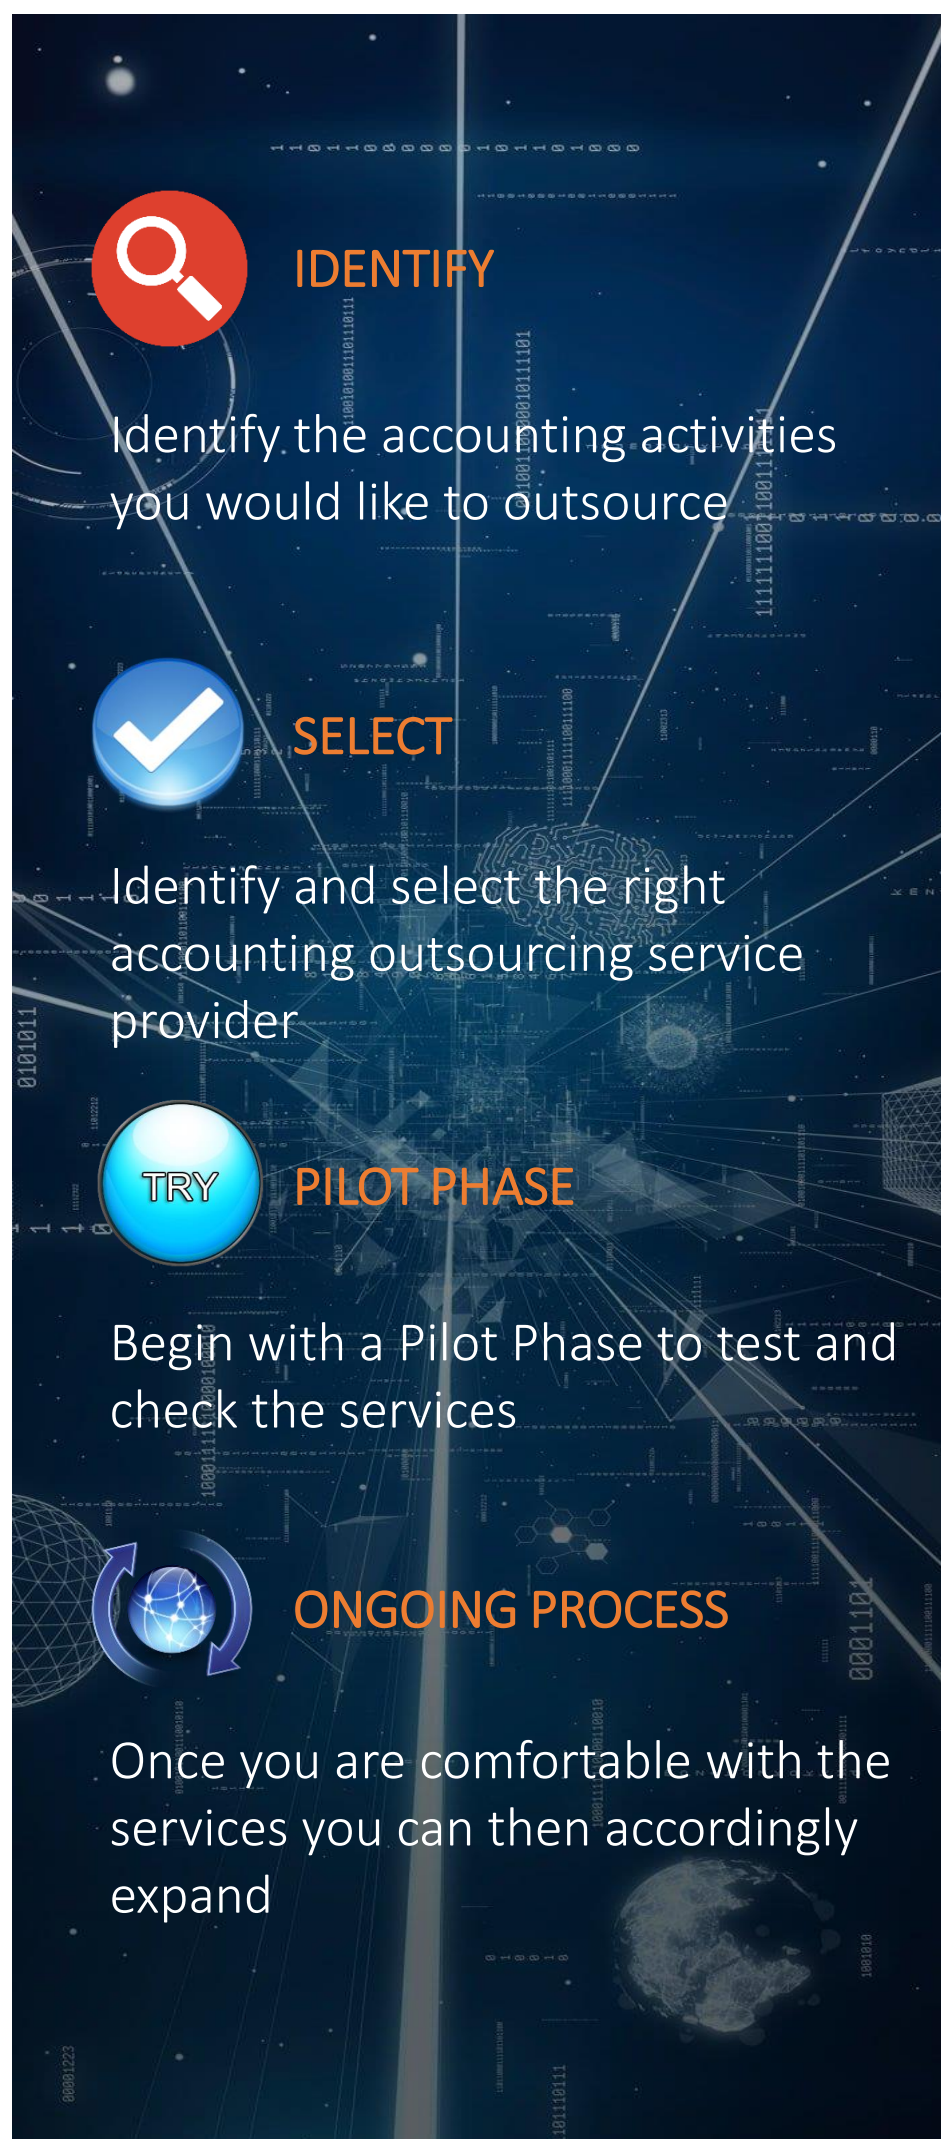 IDENTIFY
Identify the accounting activities
you would like to outsource
SELECT
Identify and select the right
accounting outsourcing service
provider
TRY
PILOT PHASE
Begin with a Pilot Phase to test and
check the services
ONGOING PROCESS
Once you are comfortable with the
services you can then accordingly
expand